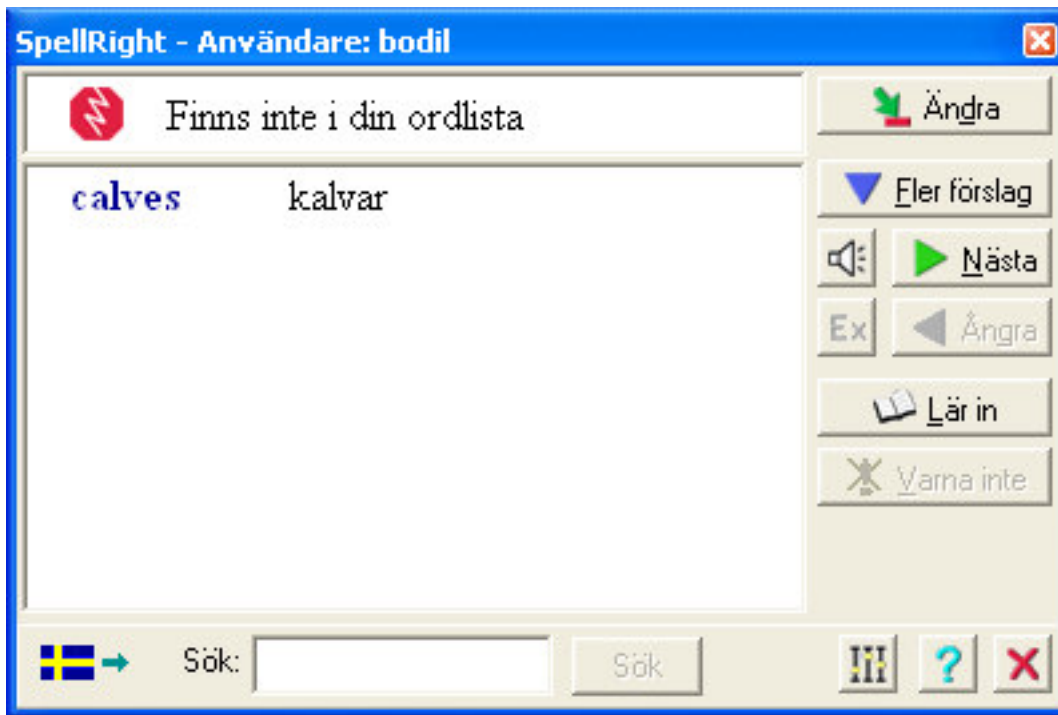 SpellRight - Användare: bodil
Finns inte i din ordlista
calves kalvar
Ändra
Fler förslag
Nästa
Ex Ångra
Lär in
Varna inte
Sök: Sök
?